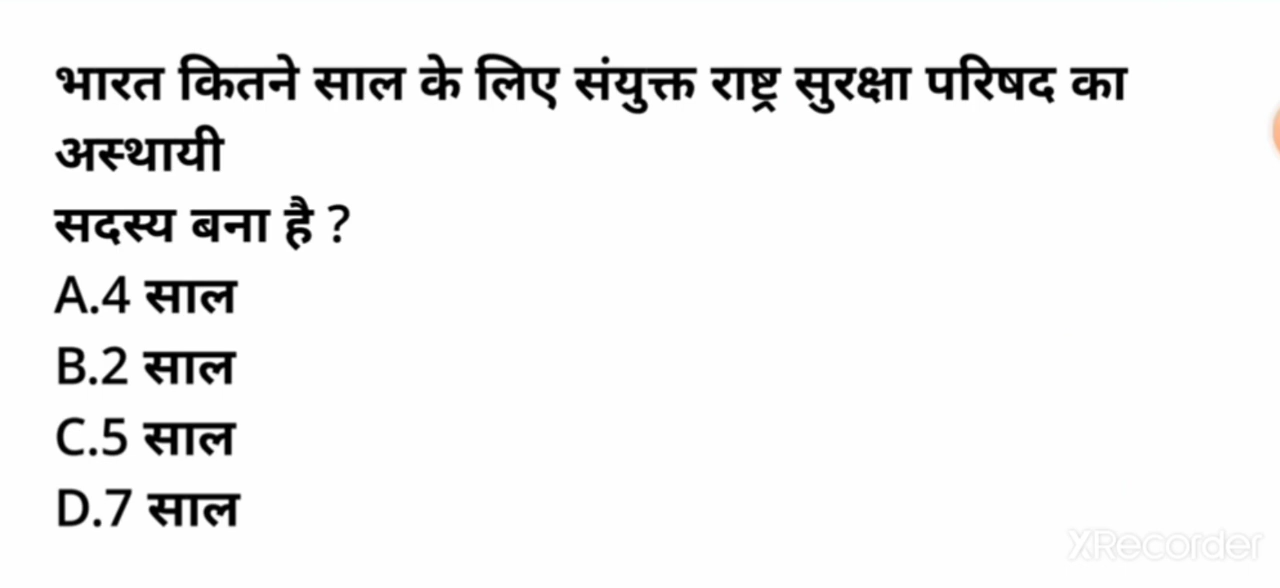 भारत कितने साल के लिए संयुक्त राष्ट्र सुरक्षा परिषद का
अस्थायी
सदस्य बना है ?
A.4 साल
B.2 साल
C.5 साल
D.7 साल
XRecorder